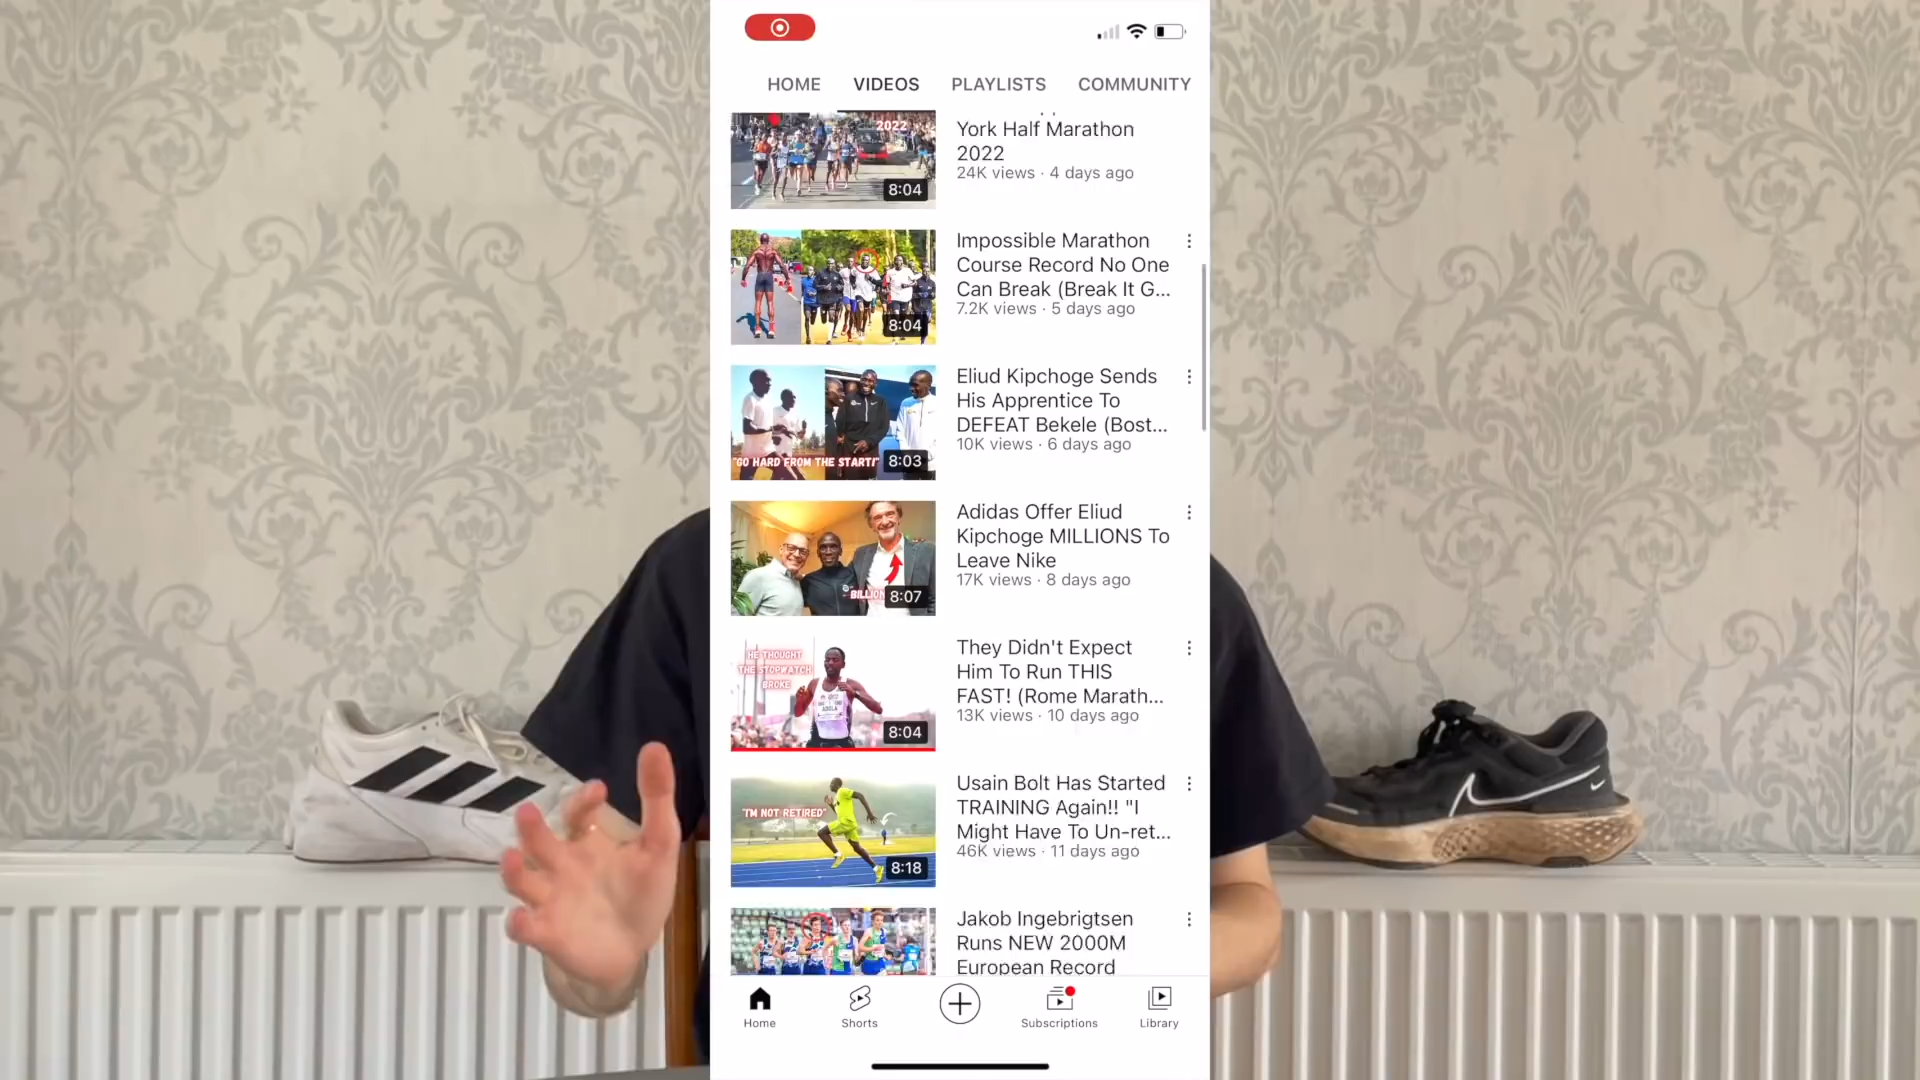 HOME VIDEOS PLAYLISTS COMMUNITY
2022
8:04
York Half Marathon
2022
24K views · 4 days ago
8:04
Impossible Marathon
Course Record No One
Can Break (Break It G...
7.2K views · 5 days ago
"GO HARD FROM THE START!"
8:03
Eliud Kipchoge Sends
His Apprentice To
DEFEAT Bekele (Bost...
10K views · 6 days ago
8:07
Adidas Offer Eliud
Kipchoge MILLIONS To
Leave Nike
17K views · 8 days ago
HE THOUGHT
THE STOPWATCH
BROKE
8:04
They Didn't Expect
Him To Run THIS
FAST! (Rome Marath...
13K views · 10 days ago
"I'M NOT RETIRED"
8:18
Usain Bolt Has Started
TRAINING Again!! "I
Might Have To Un-ret...
46K views · 11 days ago
Jakob Ingebrigtsen
Runs NEW 2000M
European Record
Home Shorts Subscriptions Library